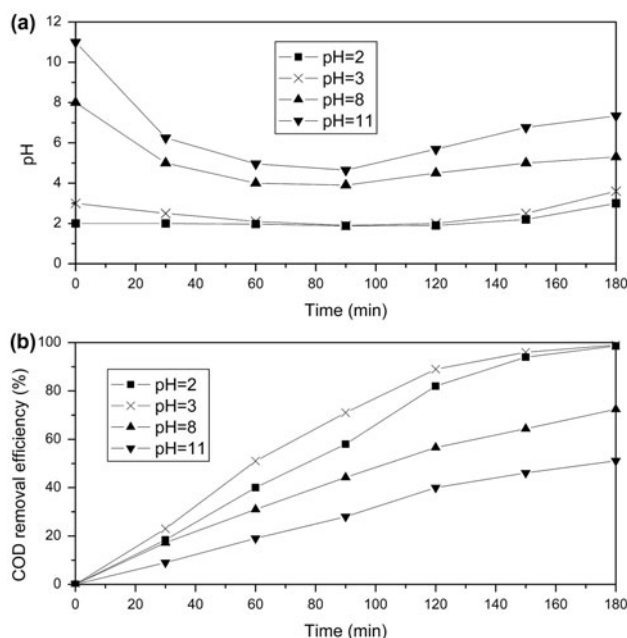 (a)
12
10
8
6
4
2
0
pH
pH=2
pH=3
pH=8
pH=11
0 20 40 60 80 100 120 140 160 180
Time (min)
(b)
100
80
60
40
20
0
COD removal efficiency (%)
pH=2
pH=3
pH=8
pH=11
0 20 40 60 80 100 120 140 160 180
Time (min)